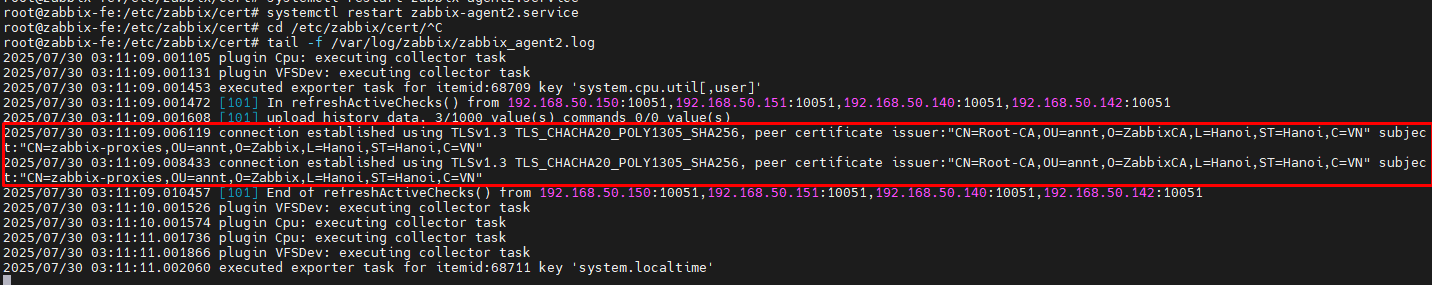 root@zabbix-fe:/etc/zabbix/cert# systemctl restart zabbix-agent2.service
root@zabbix-fe:/etc/zabbix/cert# systemctl restart zabbix-agent2.service
root@zabbix-fe:/etc/zabbix/cert# cd /etc/zabbix/cert/^C
root@zabbix-fe:/etc/zabbix/cert# tail -f /var/log/zabbix/zabbix_agent2.log
2025/07/30 03:11:09.001105 plugin Cpu: executing collector task
2025/07/30 03:11:09.001131 plugin VFSDev: executing collector task
2025/07/30 03:11:09.001453 executed exporter task for itemid:68709 key 'system.cpu.util[,user]'
2025/07/30 03:11:09.001472 [101] In refreshActiveChecks() from 192.168.50.150:10051,192.168.50.151:10051,192.168.50.140:10051,192.168.50.142:10051
2025/07/30 03:11:09.001608 [101] upload history data, 3/1000 value(s) commands 0/0 value(s)
2025/07/30 03:11:09.006119 connection established using TLSv1.3 TLS_CHACHA20_POLY1305_SHA256, peer certificate issuer:"CN=Root-CA,OU=annt,O=ZabbixCA,L=Hanoi,ST=Hanoi,C=VN" subjec
t:"CN=zabbix-proxies,OU=annt,O=Zabbix,L=Hanoi,ST=Hanoi,C=VN"
2025/07/30 03:11:09.008433 connection established using TLSv1.3 TLS_CHACHA20_POLY1305_SHA256, peer certificate issuer:"CN=Root-CA,OU=annt,O=ZabbixCA,L=Hanoi,ST=Hanoi,C=VN" subjec
t:"CN=zabbix-proxies,OU=annt,O=Zabbix,L=Hanoi,ST=Hanoi,C=VN"
2025/07/30 03:11:09.010457 [101] End of refreshActiveChecks() from 192.168.50.150:10051,192.168.50.151:10051,192.168.50.140:10051,192.168.50.142:10051
2025/07/30 03:11:10.001526 plugin VFSDev: executing collector task
2025/07/30 03:11:10.001574 plugin Cpu: executing collector task
2025/07/30 03:11:11.001736 plugin Cpu: executing collector task
2025/07/30 03:11:11.001866 plugin VFSDev: executing collector task
2025/07/30 03:11:11.002060 executed exporter task for itemid:68711 key 'system.localtime'